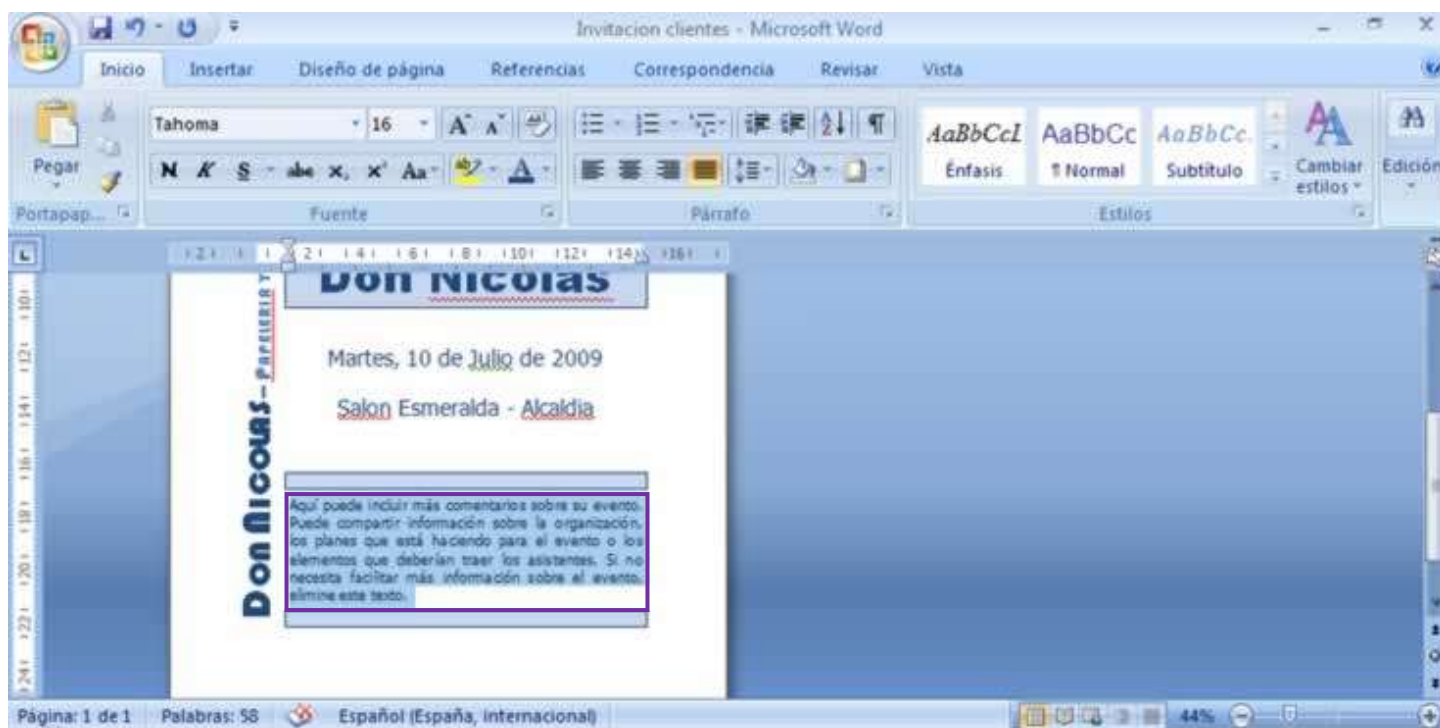 Invitacion clientes - Microsoft Word
Inicio Insertar Diseño de página Referencias Correspondencia Revisar Vista
Pegar
Tahoma 16
N K S abc x, x² Aa A
AaBbCcI AaBbCc AaBbCc.
Énfasis ¶ Normal Subtítulo
Cambiar estilos
Edición
Portapap... Fuente Párrafo Estilos
Don Nicolas
Martes, 10 de Julio de 2009
Salon Esmeralda - Alcaldia
Don Nicolas - Papeleria y
Aquí puede incluir más comentarios sobre su evento.
Puede compartir información sobre la organización,
los planes que está haciendo para el evento o los
elementos que deberían traer los asistentes. Si no
necesita facilitar más información sobre el evento,
elimine este texto.
Página: 1 de 1 Palabras: 58 Español (España, internacional) 44%